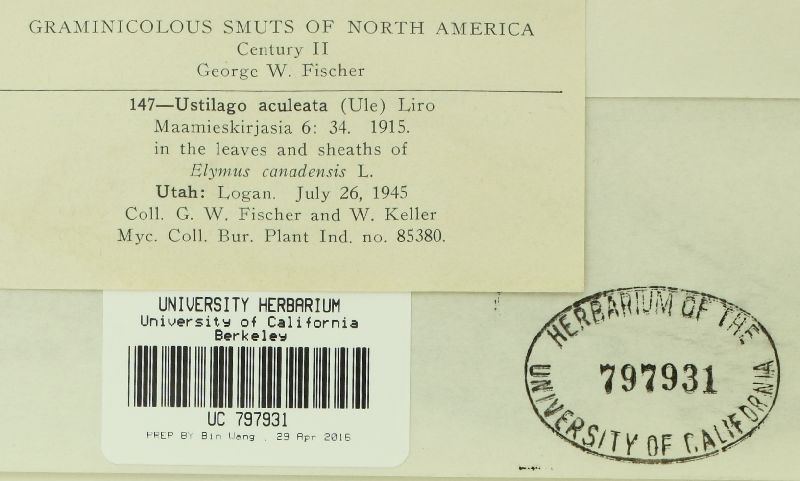 GRAMINICOLOUS SMUTS OF NORTH AMERICA
Century II
George W. Fischer
147—Ustilago aculeata (Ule) Liro
Maamieskirjasia 6: 34. 1915.
in the leaves and sheaths of
Elymus canadensis L.
Utah: Logan. July 26, 1945
Coll. G. W. Fischer and W. Keller
Myc. Coll. Bur. Plant Ind. no. 85380.
UNIVERSITY HERBARIUM
University of California
Berkeley
UC 797931
PREP BY Bin Wang , 29 Apr 2016
HERBARIUM OF THE
797931
UNIVERSITY OF CALIFORNIA